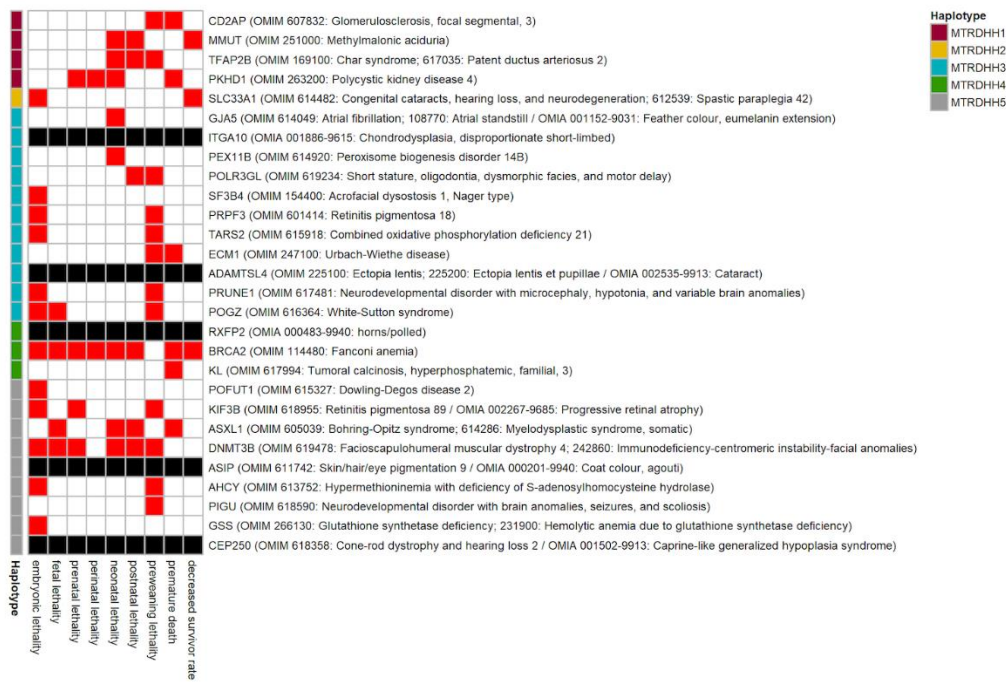 CD2AP (OMIM 607832: Glomerulosclerosis, focal segmental, 3)
MMUT (OMIM 251000: Methylmalonic aciduria)
TFAP2B (OMIM 169100: Char syndrome; 617035: Patent ductus arteriosus 2)
PKHD1 (OMIM 263200: Polycystic kidney disease 4)
SLC33A1 (OMIM 614482: Congenital cataracts, hearing loss, and neurodegeneration; 612539: Spastic paraplegia 42)
GJA5 (OMIM 614049: Atrial fibrillation; 108770: Atrial standstill / OMIA 001152-9031: Feather colour, eumelanin extension)
ITGA10 (OMIA 001886-9615: Chondrodysplasia, disproportionate short-limbed)
PEX11B (OMIM 614920: Peroxisome biogenesis disorder 14B)
POLR3GL (OMIM 619234: Short stature, oligodontia, dysmorphic facies, and motor delay)
SF3B4 (OMIM 154400: Acrofacial dysostosis 1, Nager type)
PRPF3 (OMIM 601414: Retinitis pigmentosa 18)
TARS2 (OMIM 615918: Combined oxidative phosphorylation deficiency 21)
ECM1 (OMIM 247100: Urbach-Wiethe disease)
ADAMTSL4 (OMIM 225100: Ectopia lentis; 225200: Ectopia lentis et pupillae / OMIA 002535-9913: Cataract)
PRUNE1 (OMIM 617481: Neurodevelopmental disorder with microcephaly, hypotonia, and variable brain anomalies)
POGZ (OMIM 616364: White-Sutton syndrome)
RXFP2 (OMIA 000483-9940: horns/polled)
BRCA2 (OMIM 114480: Fanconi anemia)
KL (OMIM 617994: Tumoral calcinosis, hyperphosphatemic, familial, 3)
POFUT1 (OMIM 615327: Dowling-Degos disease 2)
KIF3B (OMIM 618955: Retinitis pigmentosa 89 / OMIA 002267-9685: Progressive retinal atrophy)
ASXL1 (OMIM 605039: Bohring-Opitz syndrome; 614286: Myelodysplastic syndrome, somatic)
DNMT3B (OMIM 619478: Facioscapulohumeral muscular dystrophy 4; 242860: Immunodeficiency-centromeric instability-facial anomalies)
ASIP (OMIM 611742: Skin/hair/eye pigmentation 9 / OMIA 000201-9940: Coat colour, agouti)
AHCY (OMIM 613752: Hypermethioninemia with deficiency of S-adenosylhomocysteine hydrolase)
PIGU (OMIM 618590: Neurodevelopmental disorder with brain anomalies, seizures, and scoliosis)
GSS (OMIM 266130: Glutathione synthetase deficiency; 231900: Hemolytic anemia due to glutathione synthetase deficiency)
CEP250 (OMIM 618358: Cone-rod dystrophy and hearing loss 2 / OMIA 001502-9913: Caprine-like generalized hypoplasia syndrome)
Haplotype
embryonic lethality
fetal lethality
prenatal lethality
perinatal lethality
neonatal lethality
postnatal lethality
preweaning lethality
premature death
decreased survivor rate
Haplotype
MTRDHH1
MTRDHH2
MTRDHH3
MTRDHH4
MTRDHH5